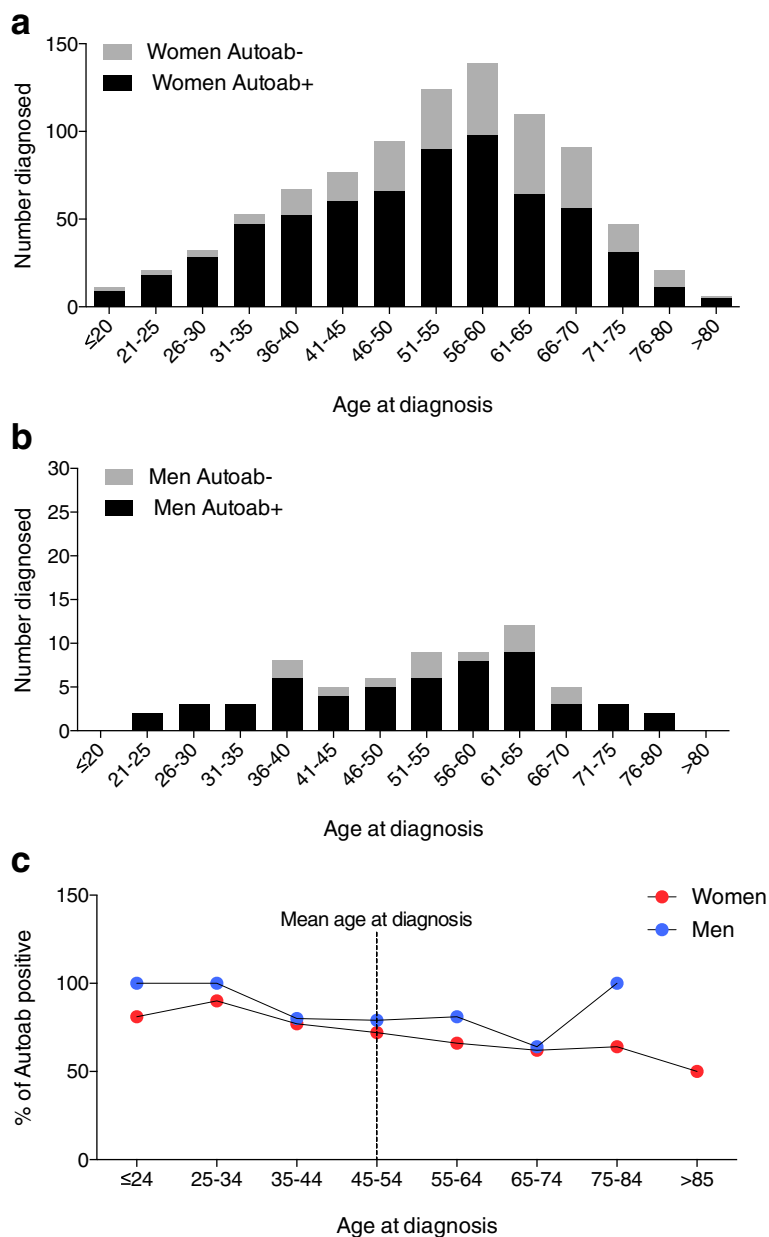 a
150
100
50
0
Number diagnosed
Women Autoab-
Women Autoab+
≤20 21-25 26-30 31-35 36-40 41-45 46-50 51-55 56-60 61-65 66-70 71-75 76-80 >80
Age at diagnosis
b
30
25
20
15
10
5
0
Number diagnosed
Men Autoab-
Men Autoab+
≤20 21-25 26-30 31-35 36-40 41-45 46-50 51-55 56-60 61-65 66-70 71-75 76-80 >80
Age at diagnosis
c
150
100
50
0
% of Autoab positive
Mean age at diagnosis
Women
Men
≤24 25-34 35-44 45-54 55-64 65-74 75-84 >85
Age at diagnosis